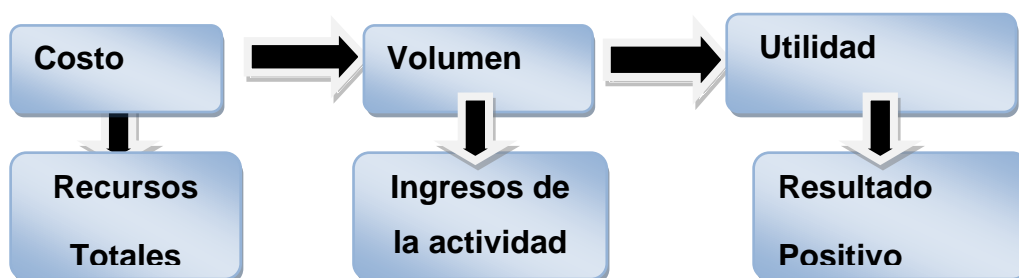 Costo
Volumen
Utilidad
Recursos
Totales
Ingresos de
la actividad
Resultado
Positivo